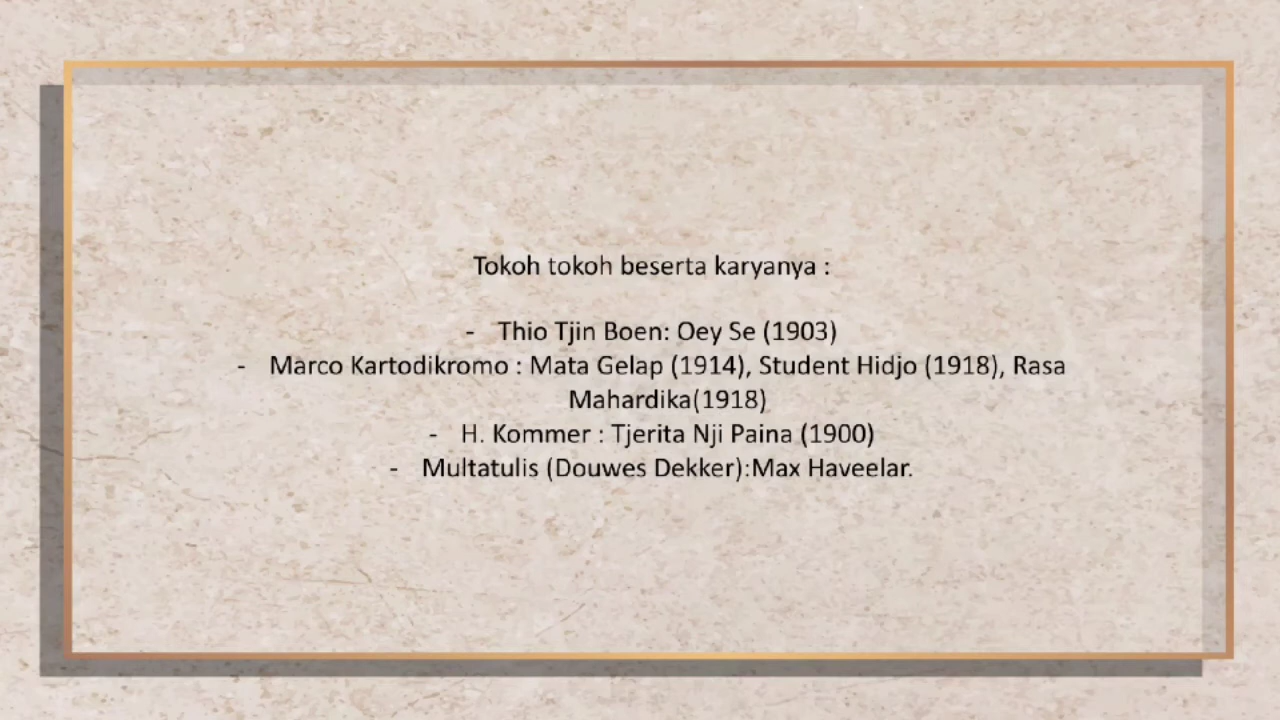 Tokoh tokoh beserta karyanya :
- Thio Tjin Boen: Oey Se (1903)
- Marco Kartodikromo : Mata Gelap (1914), Student Hidjo (1918), Rasa
Mahardika(1918)
- H. Kommer : Tjerita Nji Paina (1900)
- Multatulis (Douwes Dekker):Max Haveelar.